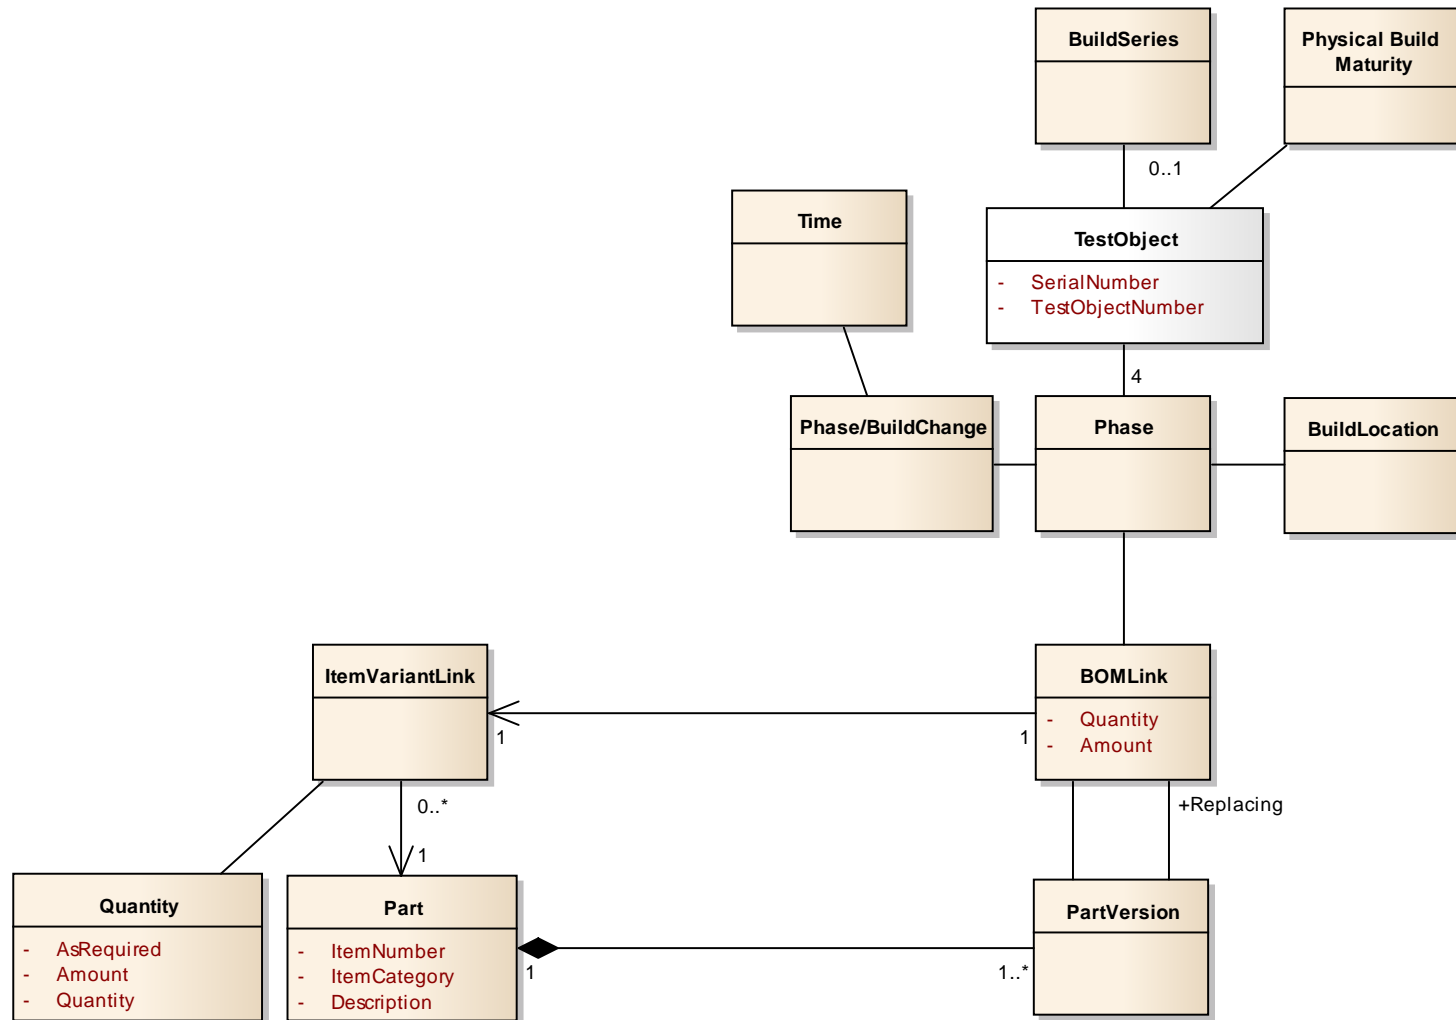 BuildSeries
Physical Build
Maturity
0..1
Time
TestObject
- SerialNumber
- TestObjectNumber
4
Phase/BuildChange
Phase
BuildLocation
ItemVariantLink
BOMLink
- Quantity
- Amount
1
1
0..*
+Replacing
1
Quantity
- AsRequired
- Amount
- Quantity
Part
- ItemNumber
- ItemCategory
- Description
PartVersion
1
1..*